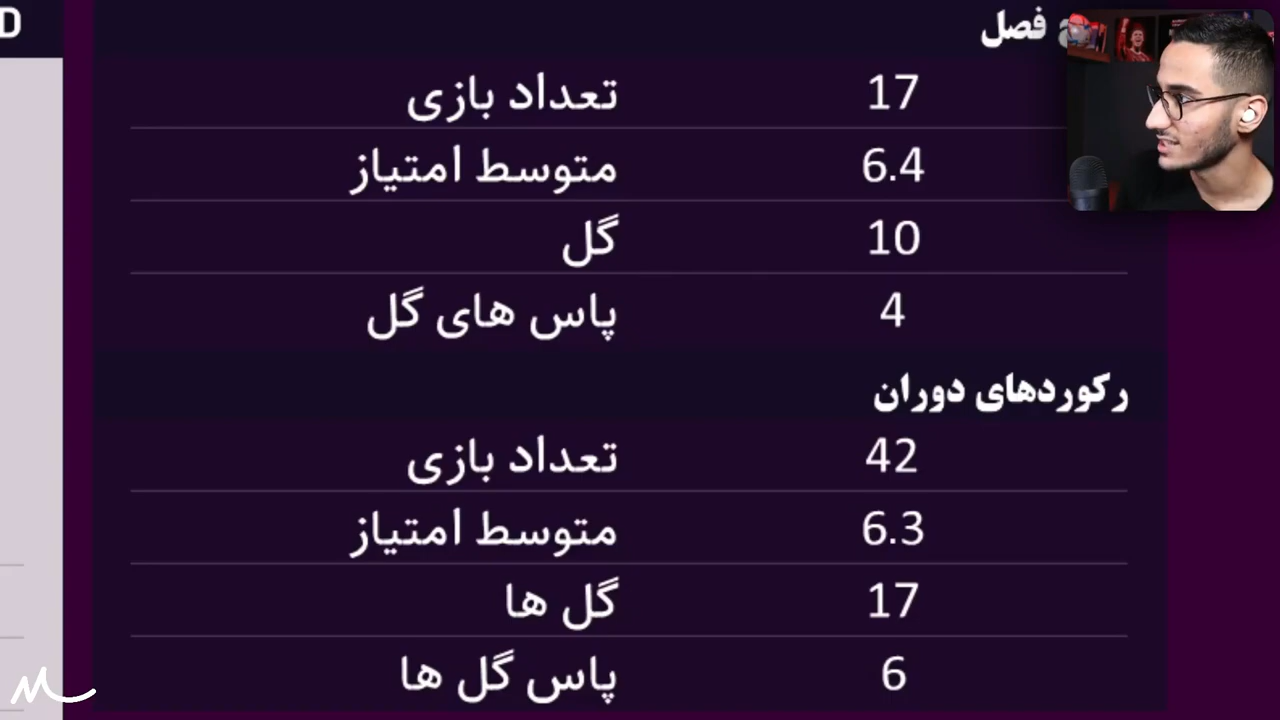 D
فصل
تعداد بازی 17
متوسط امتیاز 6.4
گل 10
پاس های گل 4
رکوردهای دوران
تعداد بازی 42
متوسط امتیاز 6.3
گل ها 17
پاس گل ها 6